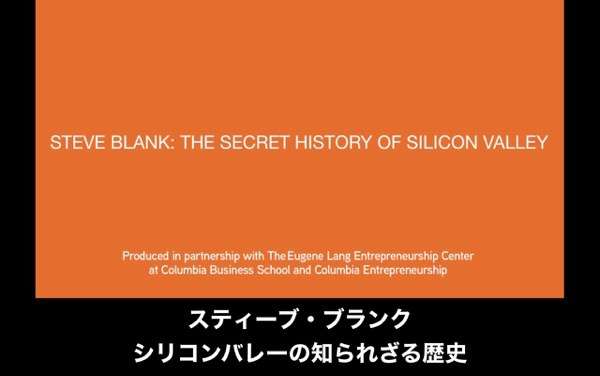 STEVE BLANK: THE SECRET HISTORY OF SILICON VALLEY
Produced in partnership with The Eugene Lang Entrepreneurship Center
at Columbia Business School and Columbia Entrepreneurship
スティーブ・ブランク
シリコンバレーの知られざる歴史